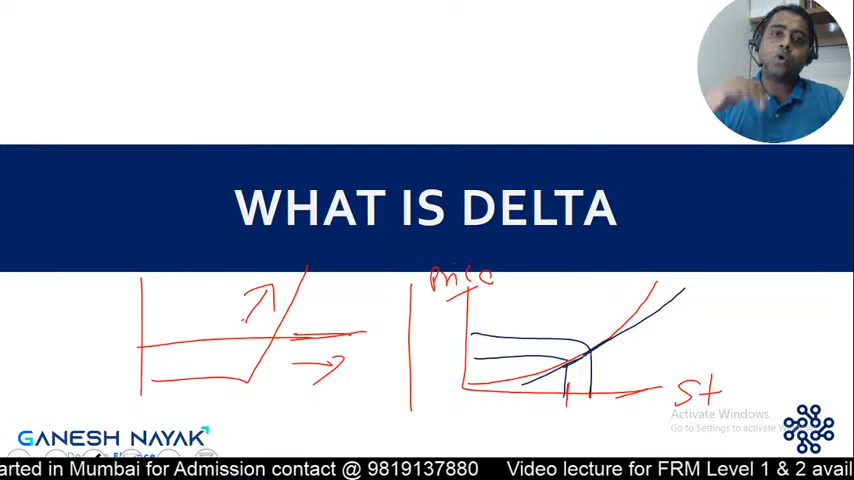 WHAT IS DELTA
Price
St
Activate Windows
Go to Settings to activate
GANESH NAYAK
Finance
arted in Mumbai for Admission contact @ 9819137880 Video lecture for FRM Level 1 & 2 avail